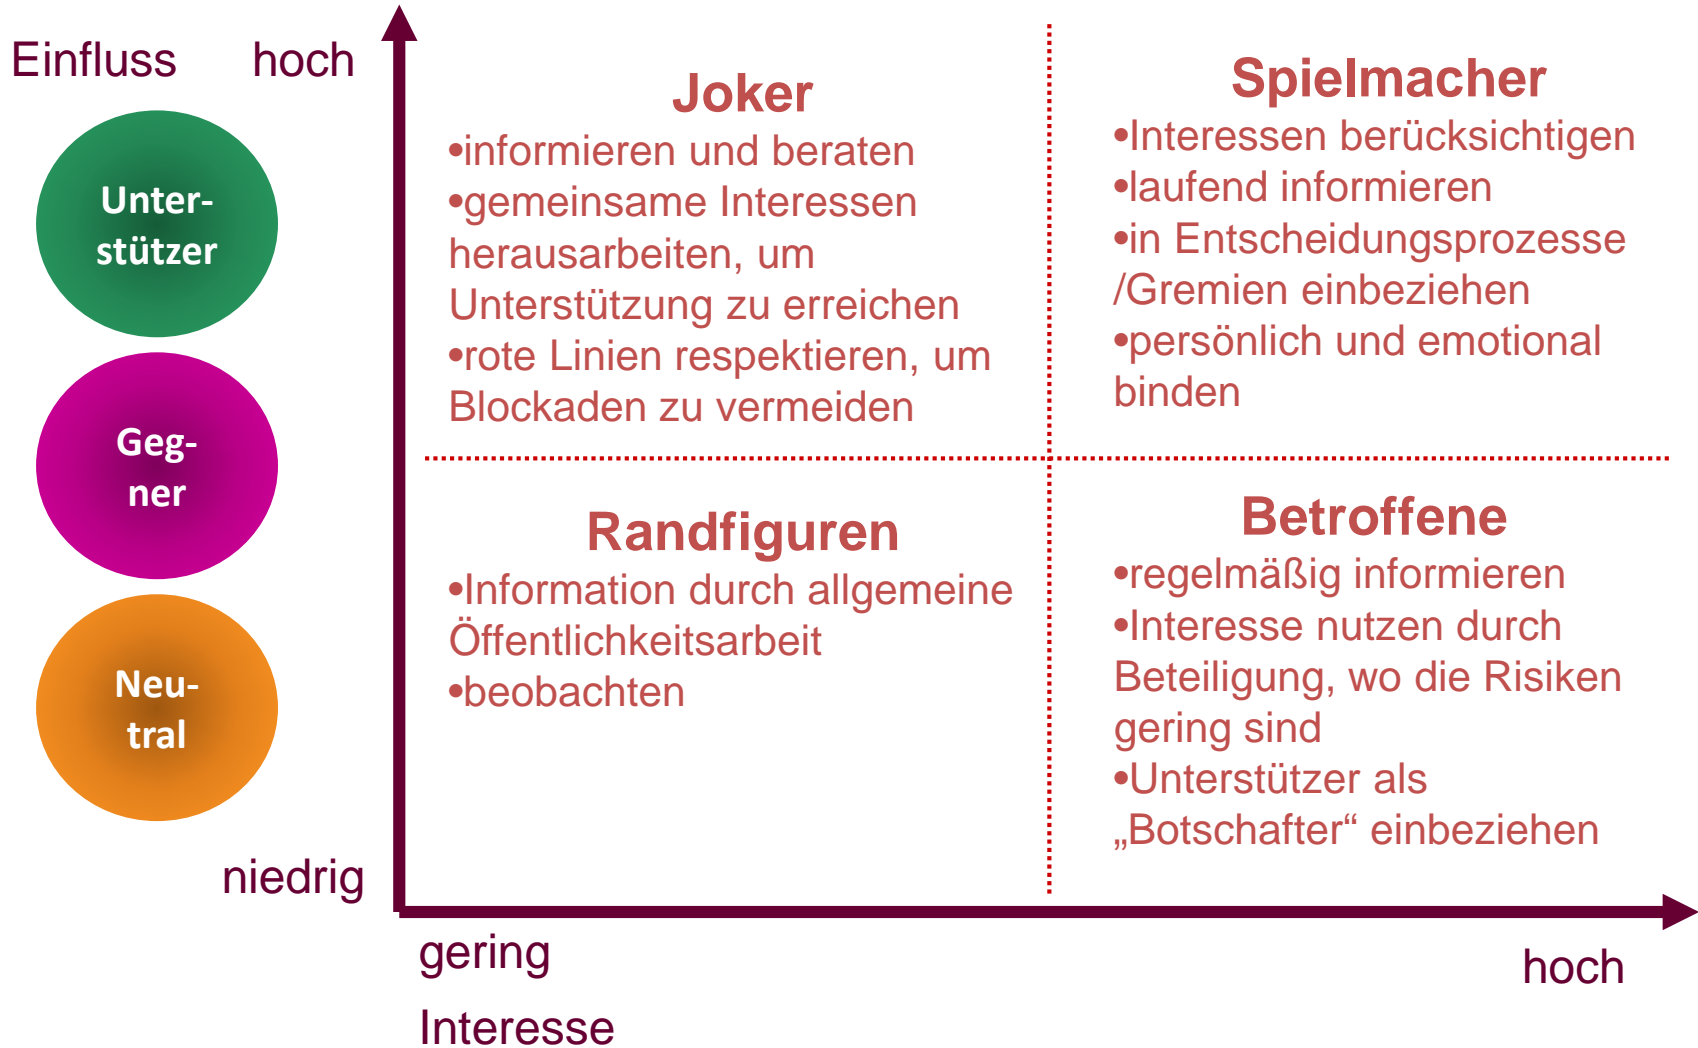 Einfluss
hoch
Unter-
stützer
Geg-
ner
Neu-
tral
niedrig
Joker
•informieren und beraten
•gemeinsame Interessen
herausarbeiten, um
Unterstützung zu erreichen
•rote Linien respektieren, um
Blockaden zu vermeiden
Spielmacher
•Interessen berücksichtigen
•laufend informieren
•in Entscheidungsprozesse
/Gremien einbeziehen
•persönlich und emotional
binden
Randfiguren
•Information durch allgemeine
Öffentlichkeitsarbeit
•beobachten
Betroffene
•regelmäßig informieren
•Interesse nutzen durch
Beteiligung, wo die Risiken
gering sind
•Unterstützer als
„Botschafter“ einbeziehen
gering
hoch
Interesse